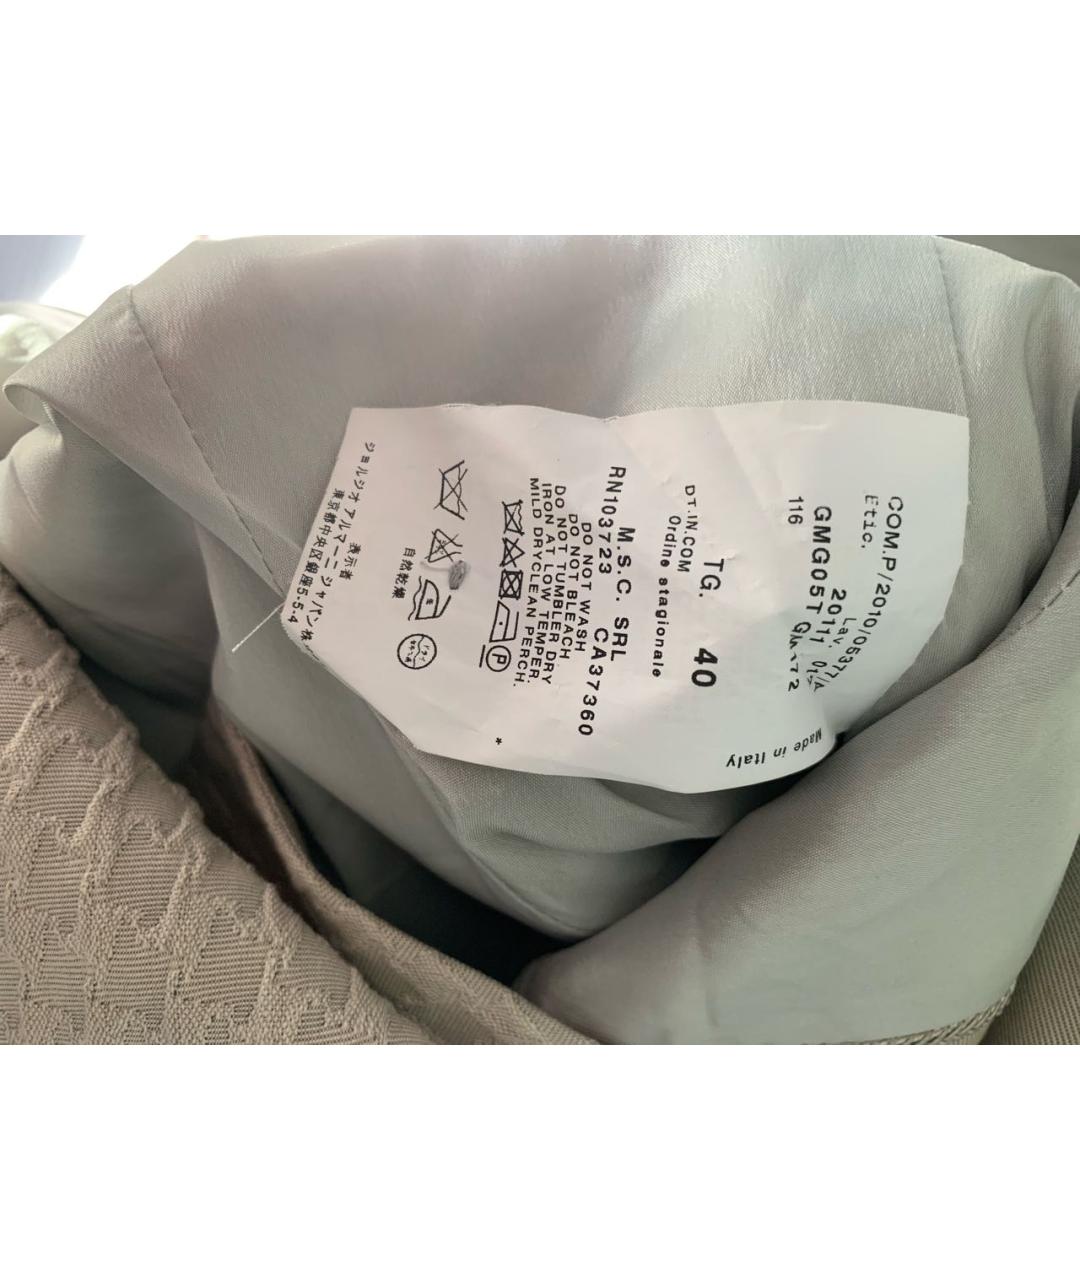 COM.P/2010/0537
Etic.
Lav.
20111
116
GMG05T
TG. 40
DT.IN.COM
Ordine stagionale
M.S.C. SRL
RN103723 CA37360
DO NOT WASH
DO NOT BLEACH
DO NOT TUMBLER DRY
IRON AT LOW TEMPER.
MILD DRYCLEAN PERCH.
P
*
自然乾燥
表示者
ジョルジオ アルマーニ ジャパン 株
東京都中央区銀座5-5-4
Made in Italy